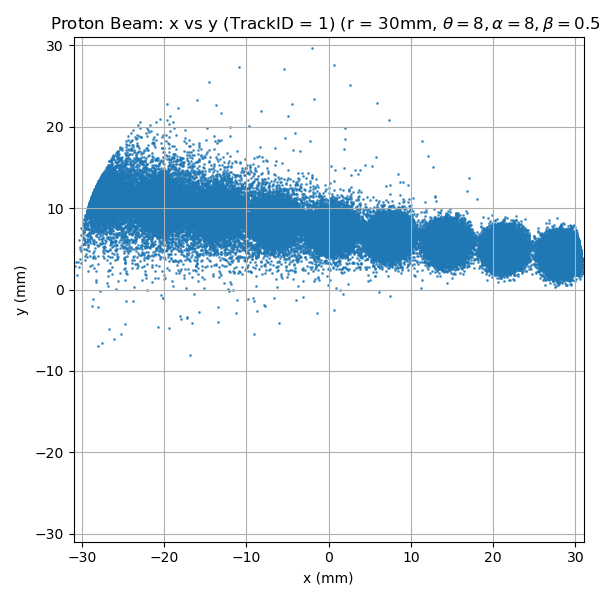 Proton Beam: x vs y (TrackID = 1) (r = 30mm, θ = 8, α = 8, β = 0.5
30
20
10
0
−10
−20
−30
y (mm)
−30 −20 −10 0 10 20 30
x (mm)